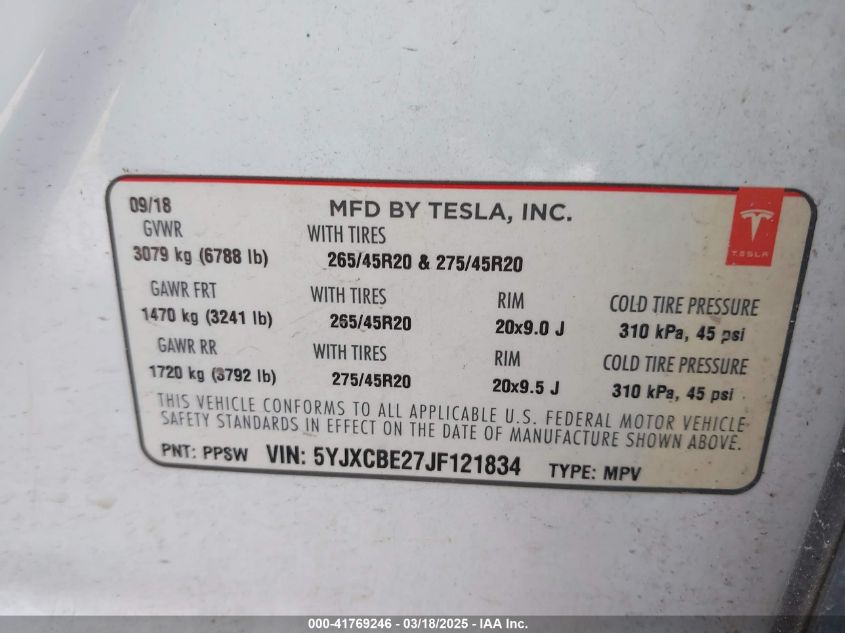 09/18 MFD BY TESLA, INC.
TESLA
GVWR WITH TIRES
3079 kg (6788 lb) 265/45R20 & 275/45R20
GAWR FRT WITH TIRES RIM COLD TIRE PRESSURE
1470 kg (3241 lb) 265/45R20 20x9.0 J 310 kPa, 45 psi
GAWR RR WITH TIRES RIM COLD TIRE PRESSURE
1720 kg (3792 lb) 275/45R20 20x9.5 J 310 kPa, 45 psi
THIS VEHICLE CONFORMS TO ALL APPLICABLE U.S. FEDERAL MOTOR VEHICLE
SAFETY STANDARDS IN EFFECT ON THE DATE OF MANUFACTURE SHOWN ABOVE.
PNT: PPSW VIN: 5YJXCBE27JF121834 TYPE: MPV
000-41769246 - 03/18/2025 - IAA Inc.